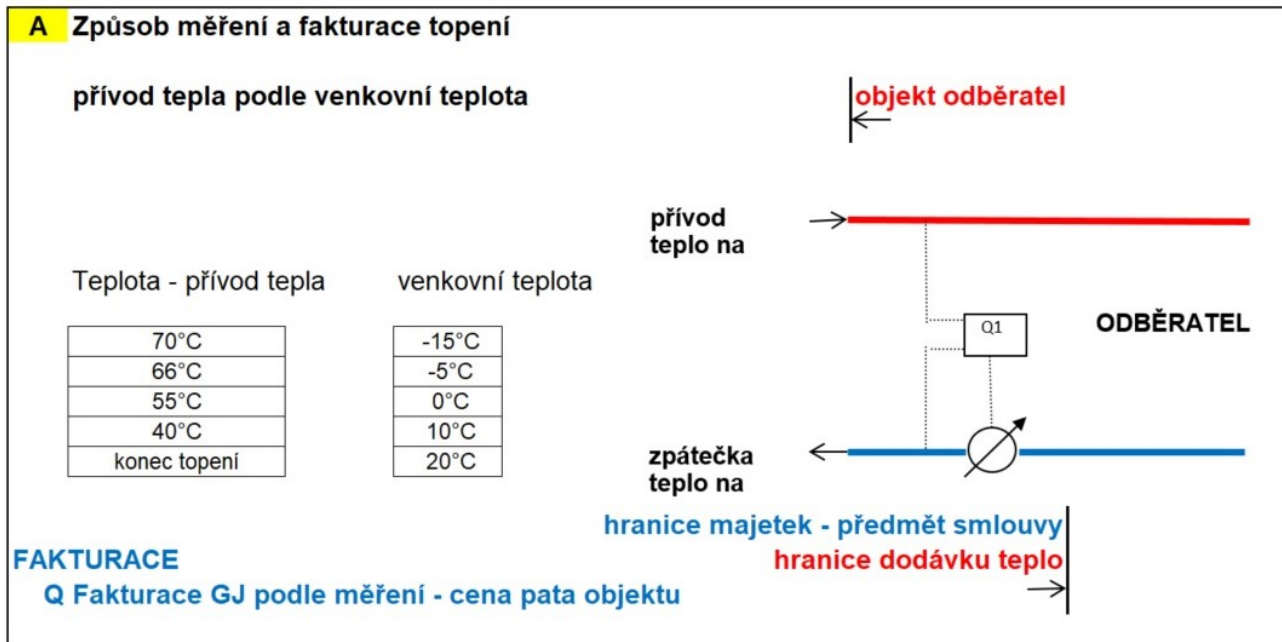 A Způsob měření a fakturace topení
přívod tepla podle venkovní teplota
objekt odběratel
přívod
teplo na
Teplota - přívod tepla venkovní teplota
70°C -15°C
66°C -5°C
55°C 0°C
40°C 10°C
konec topení 20°C
Q1
ODBĚRATEL
zpátečka
teplo na
hranice majetek - předmět smlouvy
FAKTURACE
hranice dodávku teplo
Q Fakturace GJ podle měření - cena pata objektu